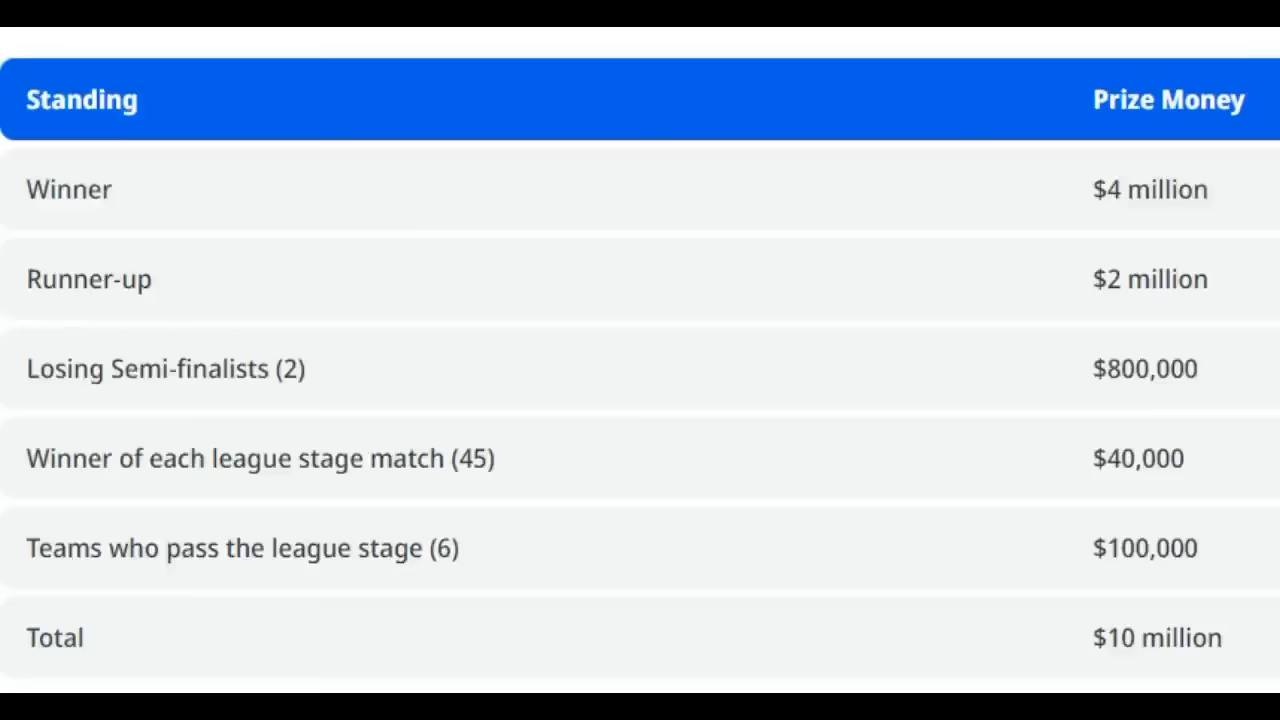 Standing Prize Money
Winner $4 million
Runner-up $2 million
Losing Semi-finalists (2) $800,000
Winner of each league stage match (45) $40,000
Teams who pass the league stage (6) $100,000
Total $10 million